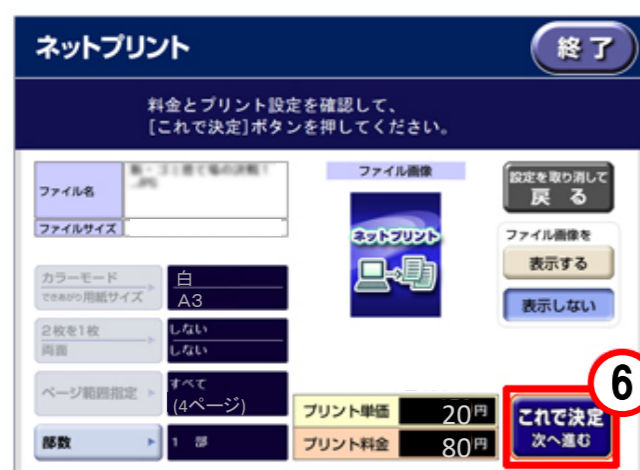 ネットプリント
終了
料金とプリント設定を確認して、
[これで決定]ボタンを押してください。
ファイル名
ファイルサイズ
ファイル画像
ネットプリント
設定を取り消して
戻る
ファイル画像を
表示する
表示しない
カラーモード
できあがり用紙サイズ
白
A3
2枚を1枚
両面
しない
しない
ページ範囲指定
すべて
(4ページ)
部数
1 部
プリント単価
20円
プリント料金
80円
6
これで決定
次へ進む